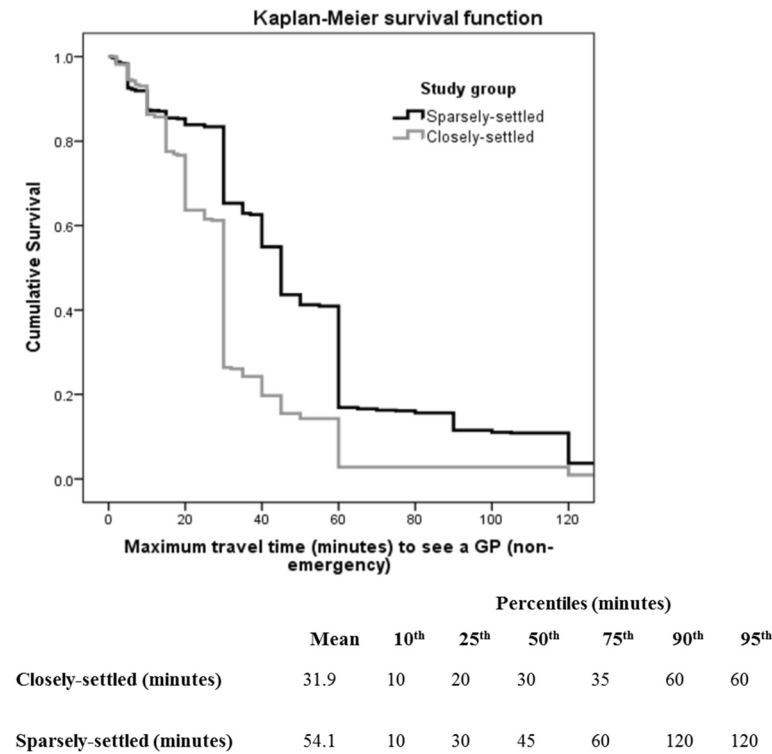 Kaplan-Meier survival function
Study group
Sparsely-settled
Closely-settled
Cumulative Survival
1.0
0.8
0.6
0.4
0.2
0.0
0 20 40 60 80 100 120
Maximum travel time (minutes) to see a GP (non-
emergency)
Percentiles (minutes)
Mean 10th 25th 50th 75th 90th 95th
Closely-settled (minutes) 31.9 10 20 30 35 60 60
Sparsely-settled (minutes) 54.1 10 30 45 60 120 120